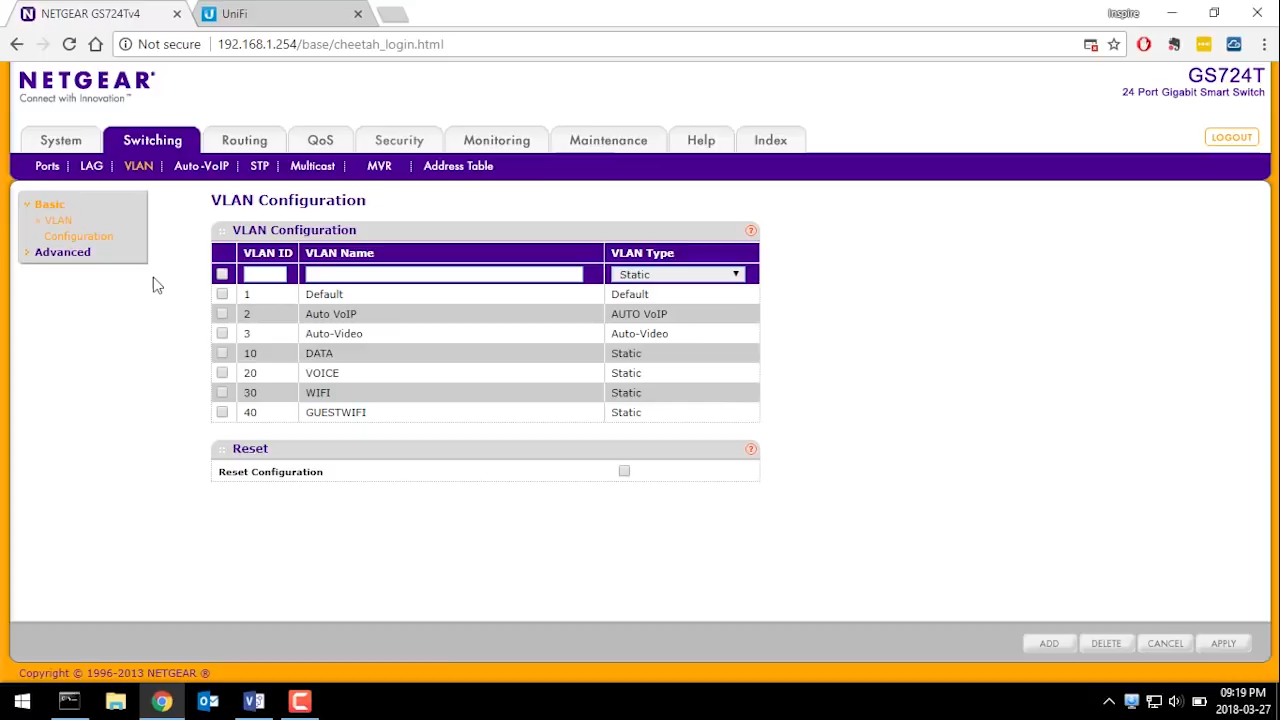 NETGEAR GS724Tv4
UniFi
Inspire
Not secure
192.168.1.254/base/cheetah_login.html
NETGEAR®
Connect with Innovation™
GS724T
24 Port Gigabit Smart Switch
System
Switching
Routing
QoS
Security
Monitoring
Maintenance
Help
Index
LOGOUT
Ports
LAG
VLAN
Auto-VoIP
STP
Multicast
MVR
Address Table
Basic
VLAN
Configuration
Advanced
VLAN Configuration
VLAN Configuration
VLAN ID VLAN Name VLAN Type
Static
1 Default Default
2 Auto VoIP AUTO VoIP
3 Auto-Video Auto-Video
10 DATA Static
20 VOICE Static
30 WIFI Static
40 GUESTWIFI Static
Reset
Reset Configuration
ADD
DELETE
CANCEL
APPLY
Copyright © 1996-2013 NETGEAR ®
09:19 PM
2018-03-27